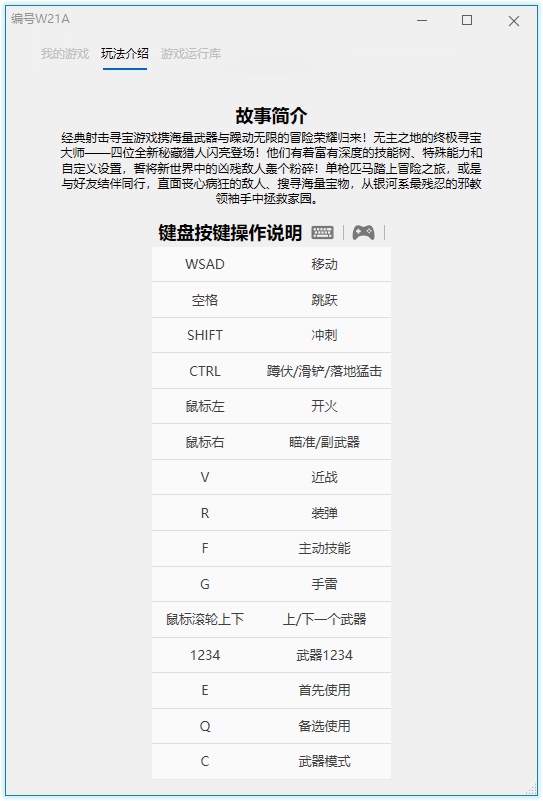 编号W21A
我的游戏 玩法介绍 游戏运行库
故事简介
经典射击寻宝游戏携海量武器与躁动无限的冒险荣耀归来！无主之地的终极寻宝
大师——四位全新秘藏猎人闪亮登场！他们有着富有深度的技能树、特殊能力和
自定义设置，誓将新世界中的凶残敌人轰个粉碎！单枪匹马踏上冒险之旅，或是
与好友结伴同行，直面丧心病狂的敌人、搜寻海量宝物，从银河系最残忍的邪教
领袖手中拯救家园。
键盘按键操作说明
WSAD 移动
空格 跳跃
SHIFT 冲刺
CTRL 蹲伏/滑铲/落地猛击
鼠标左 开火
鼠标右 瞄准/副武器
V 近战
R 装弹
F 主动技能
G 手雷
鼠标滚轮上下 上/下一个武器
1234 武器1234
E 首先使用
Q 备选使用
C 武器模式